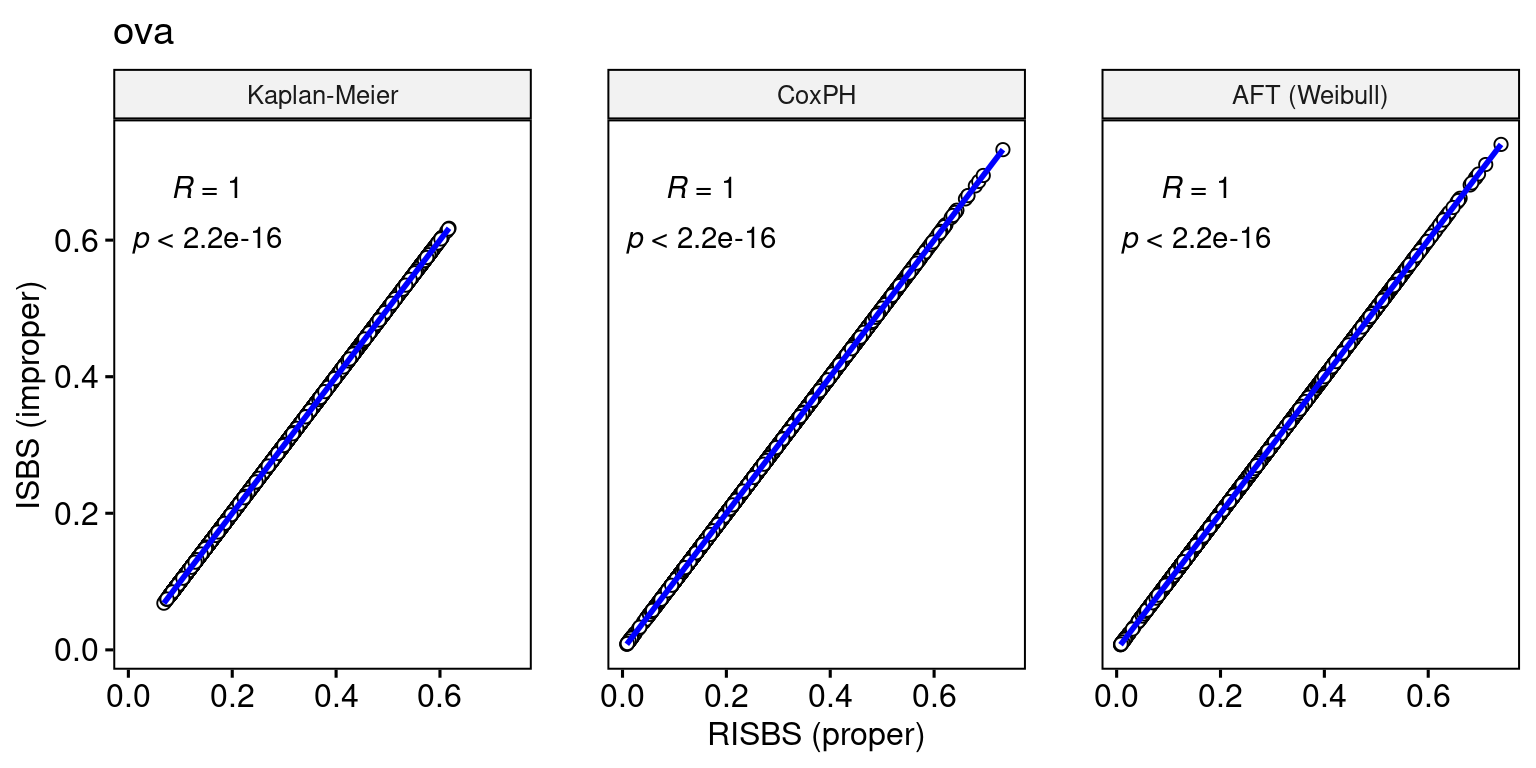 ova
Kaplan-Meier
CoxPH
AFT (Weibull)
R = 1
p < 2.2e-16
R = 1
p < 2.2e-16
R = 1
p < 2.2e-16
ISBS (improper)
0.6
0.4
0.2
0.0
0.0 0.2 0.4 0.6
0.0 0.2 0.4 0.6
0.0 0.2 0.4 0.6
RISBS (proper)